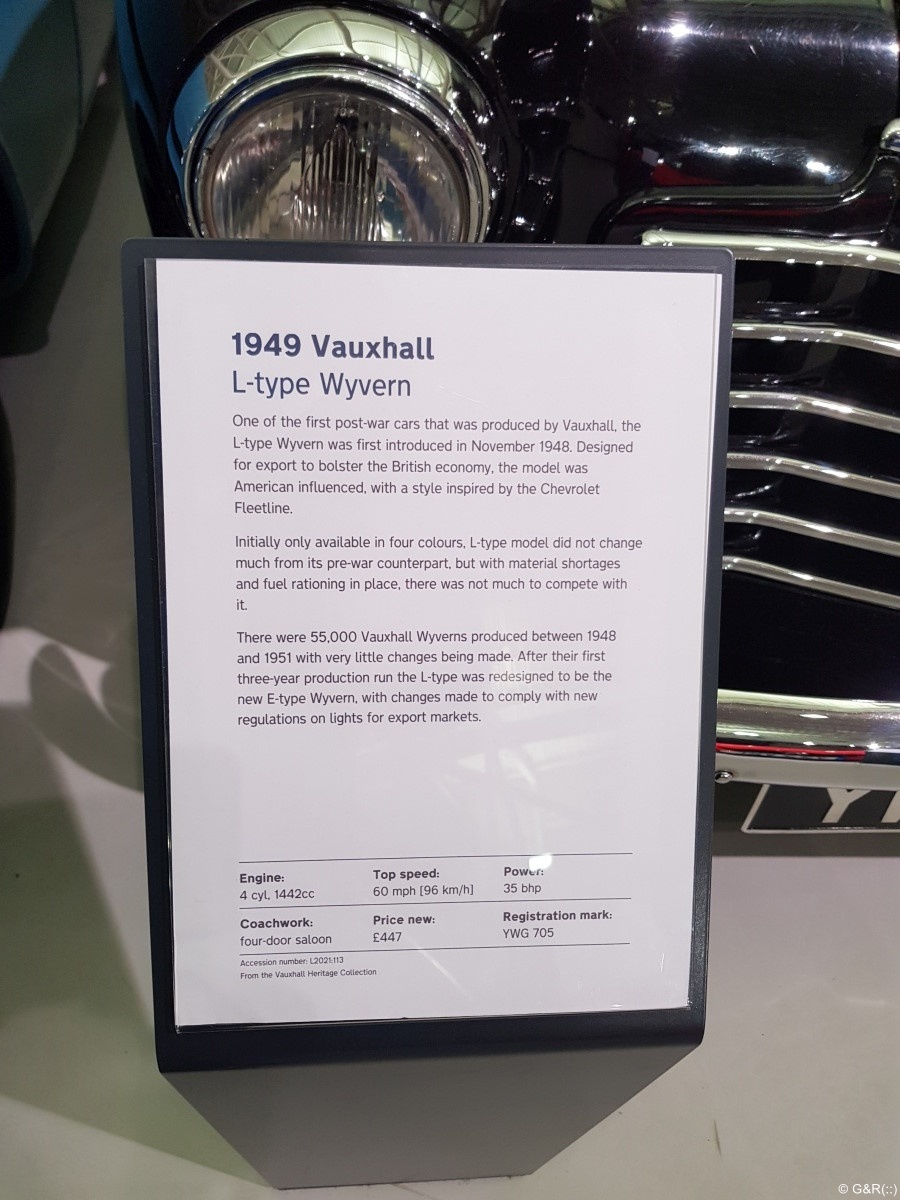 1949 Vauxhall
L-type Wyvern
One of the first post-war cars that was produced by Vauxhall, the
L-type Wyvern was first introduced in November 1948. Designed
for export to bolster the British economy, the model was
American influenced, with a style inspired by the Chevrolet
Fleetline.
Initially only available in four colours, L-type model did not change
much from its pre-war counterpart, but with material shortages
and fuel rationing in place, there was not much to compete with
it.
There were 55,000 Vauxhall Wyverns produced between 1948
and 1951 with very little changes being made. After their first
three-year production run the L-type was redesigned to be the
new E-type Wyvern, with changes made to comply with new
regulations on lights for export markets.
Engine: Top speed: Power:
4 cyl, 1442cc 60 mph [96 km/h] 35 bhp
Coachwork: Price new: Registration mark:
four-door saloon £447 YWG 705
Accession number: L2021:113
From the Vauxhall Heritage Collection
© G&R(::)